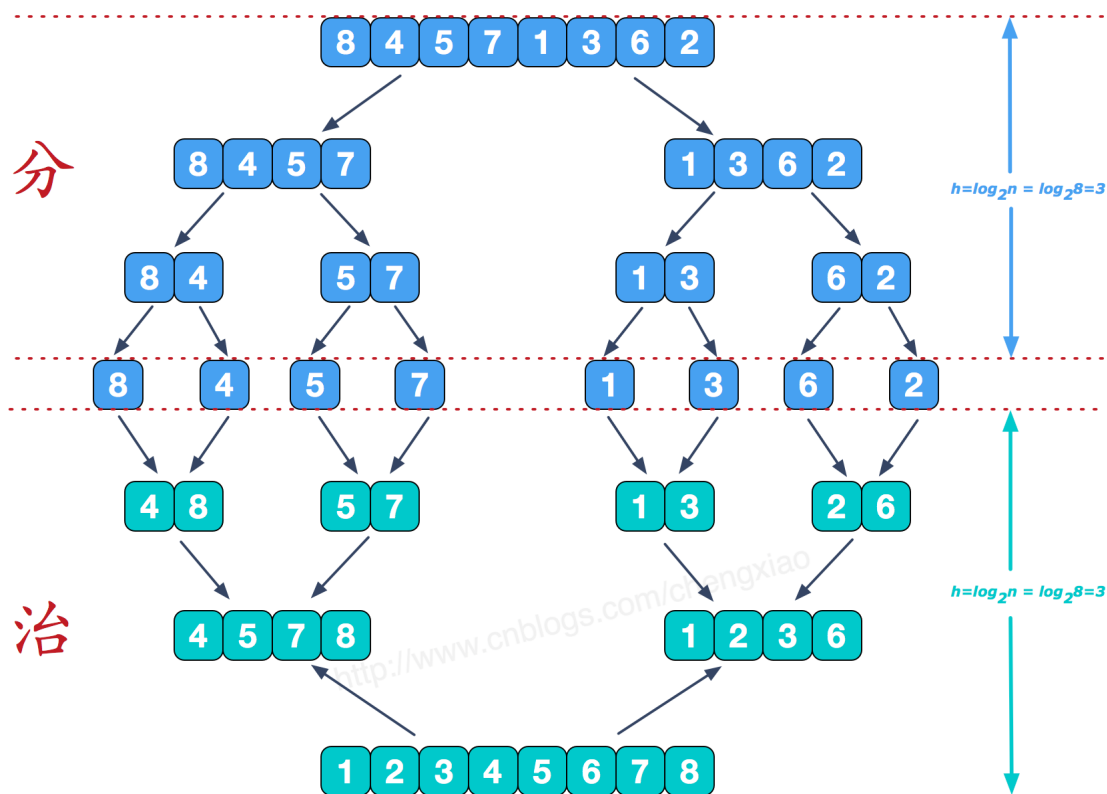 8 4 5 7 1 3 6 2
分
8 4 5 7
1 3 6 2
h=log₂n = log₂8=3
8 4
5 7
1 3
6 2
8
4
5
7
1
3
6
2
4 8
5 7
1 3
2 6
h=log₂n = log₂8=3
治
4 5 7 8
1 2 3 6
http://www.cnblogs.com/chengxiao
1 2 3 4 5 6 7 8